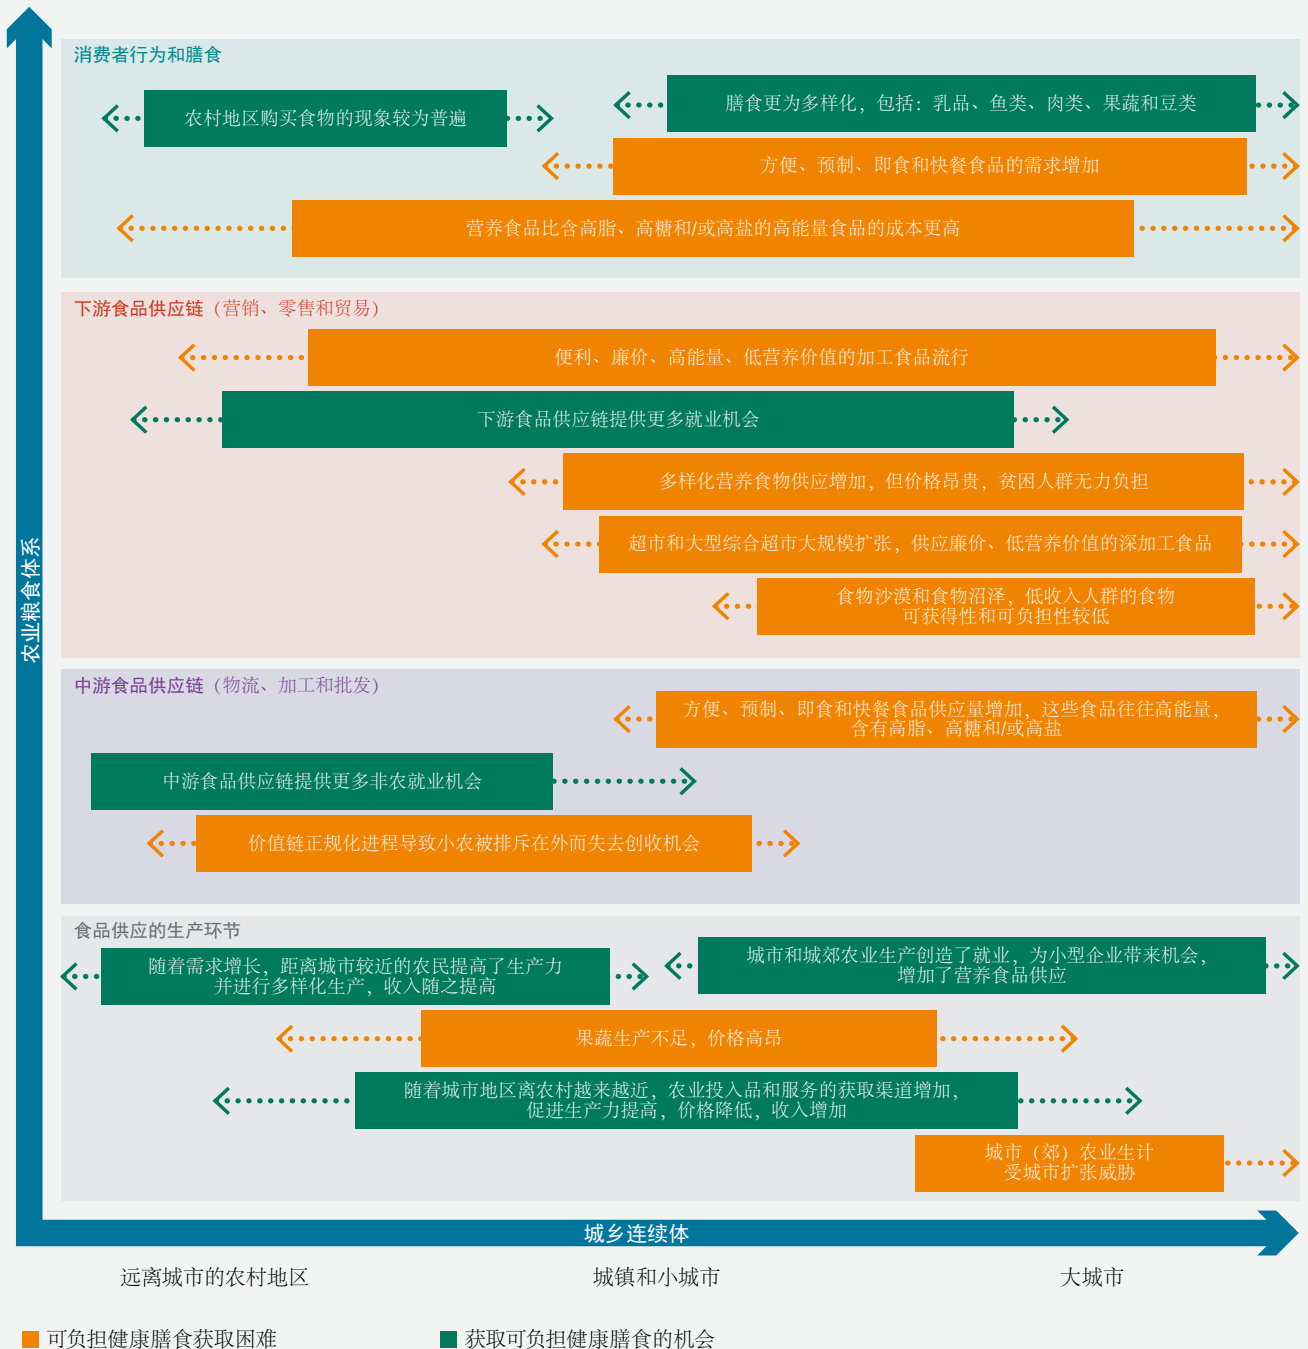 消费者行为和膳食
农村地区购买食物的现象较为普遍
膳食更为多样化，包括：乳品、鱼类、肉类、果蔬和豆类
方便、预制、即食和快餐食品的需求增加
营养食品比含高脂、高糖和/或高盐的高能量食品的成本更高
下游食品供应链（营销、零售和贸易）
便利、廉价、高能量、低营养价值的加工食品流行
下游食品供应链提供更多就业机会
多样化营养食物供应增加，但价格昂贵，贫困人群无力负担
超市和大型综合超市大规模扩张，供应廉价、低营养价值的深加工食品
食物沙漠和食物沼泽，低收入人群的食物
可获得性和可负担性较低
农业粮食体系
中游食品供应链（物流、加工和批发）
方便、预制、即食和快餐食品供应量增加，这些食品往往高能量，
含有高脂、高糖和/或高盐
中游食品供应链提供更多非农就业机会
价值链正规化进程导致小农被排斥在外而失去创收机会
食品供应的生产环节
随着需求增长，距离城市较近的农民提高了生产力
并进行多样化生产，收入随之提高
城市和城郊农业生产创造了就业，为小型企业带来机会，
增加了营养食品供应
果蔬生产不足，价格高昂
随着城市地区离农村越来越近，农业投入品和服务的获取渠道增加，
促进生产力提高，价格降低，收入增加
城市（郊）农业生计
受城市扩张威胁
城乡连续体
远离城市的农村地区
城镇和小城市
大城市
可负担健康膳食获取困难
获取可负担健康膳食的机会